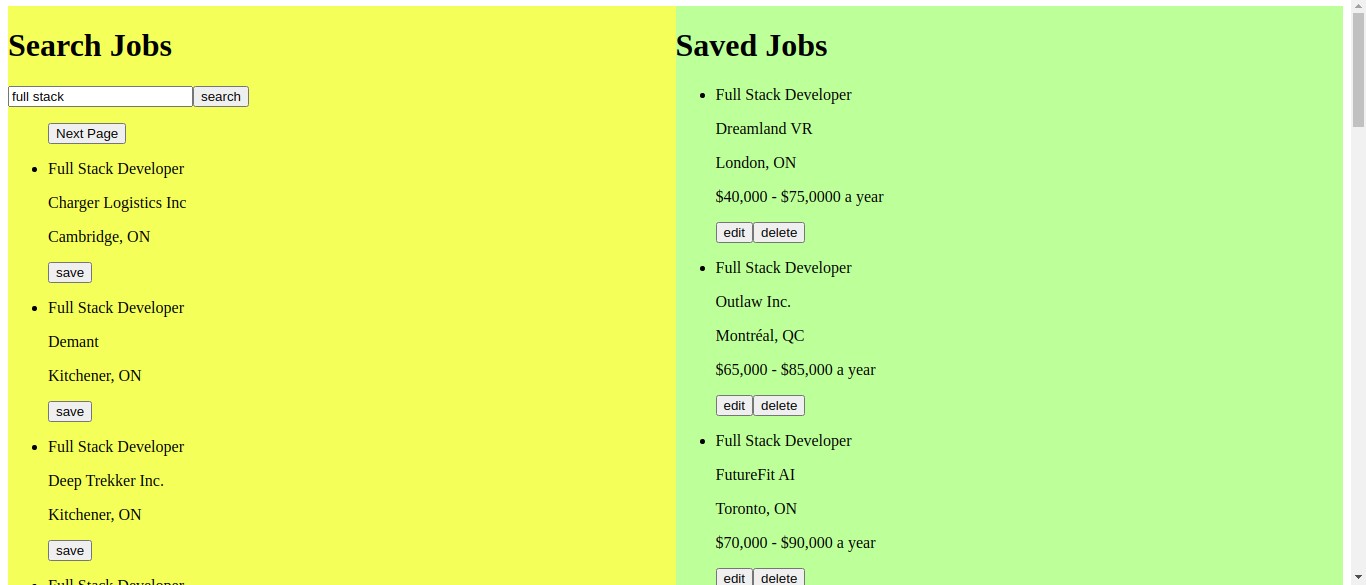 Search Jobs
full stack search
Next Page
Full Stack Developer
Charger Logistics Inc
Cambridge, ON
save
Full Stack Developer
Demant
Kitchener, ON
save
Full Stack Developer
Deep Trekker Inc.
Kitchener, ON
save
Full Stack Developer
Saved Jobs
Full Stack Developer
Dreamland VR
London, ON
$40,000 - $75,0000 a year
edit delete
Full Stack Developer
Outlaw Inc.
Montréal, QC
$65,000 - $85,000 a year
edit delete
Full Stack Developer
FutureFit AI
Toronto, ON
$70,000 - $90,000 a year
edit delete